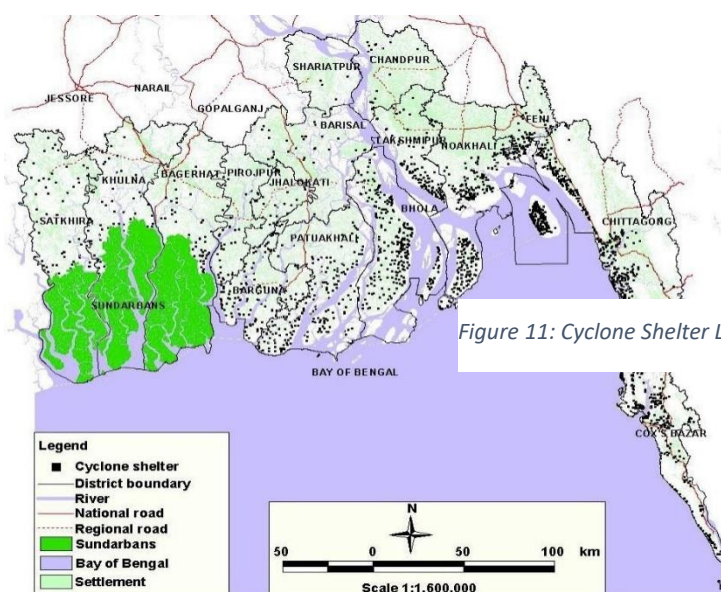 SHARIATPUR
CHANDPUR
NARAIL
JESSORE
GOPALGANJ
BARISAL
FENI
LAKSHMIPUR
NOAKHALI
KHULNA
BAGERHAT
PIROJPUR
JHALOKATI
SATKHIRA
BHOLA
CHITTAGONG
PATUAKHALI
BARGUNA
SUNDARBANS
Figure 11: Cyclone Shelter L
BAY OF BENGAL
COX'S BAZAR
Legend
Cyclone shelter
District boundary
River
National road
Regional road
Sundarbans
Bay of Bengal
Settlement
N
50 0 50 100 km
Scale 1:1,600,000